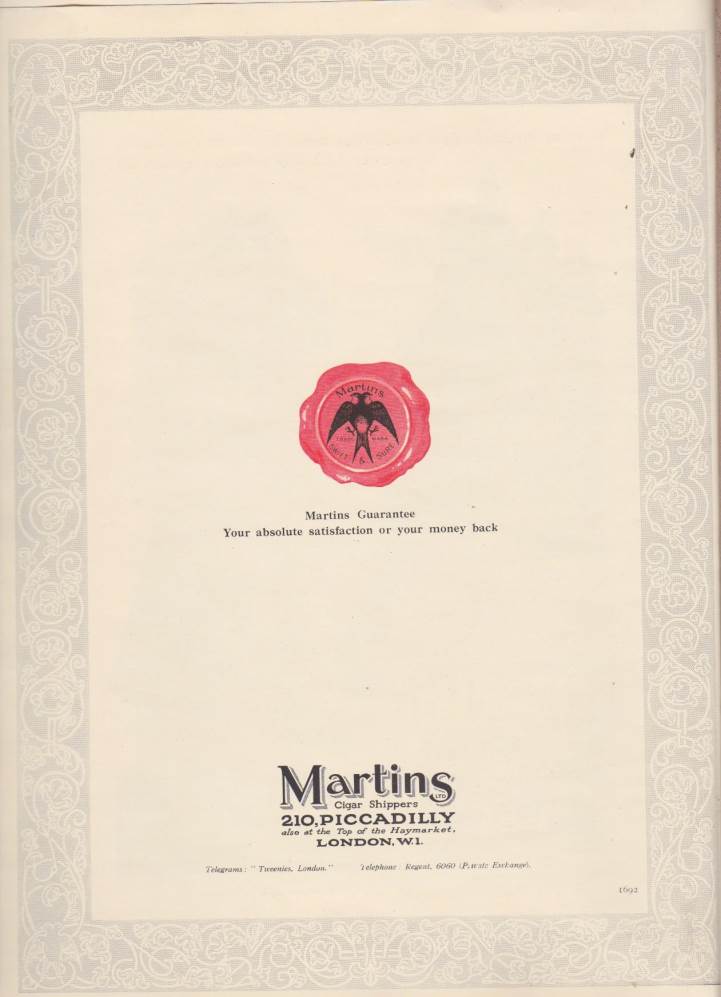 Martins
TRADE MARK
SWIFT & SURE
Martins Guarantee
Your absolute satisfaction or your money back
Martins LTD
Cigar Shippers
210, PICCADILLY
also at the Top of the Haymarket.
LONDON, W.1.
Telegrams: "Tweenies, London." Telephone: Regent, 6060 (Private Exchange).
1692